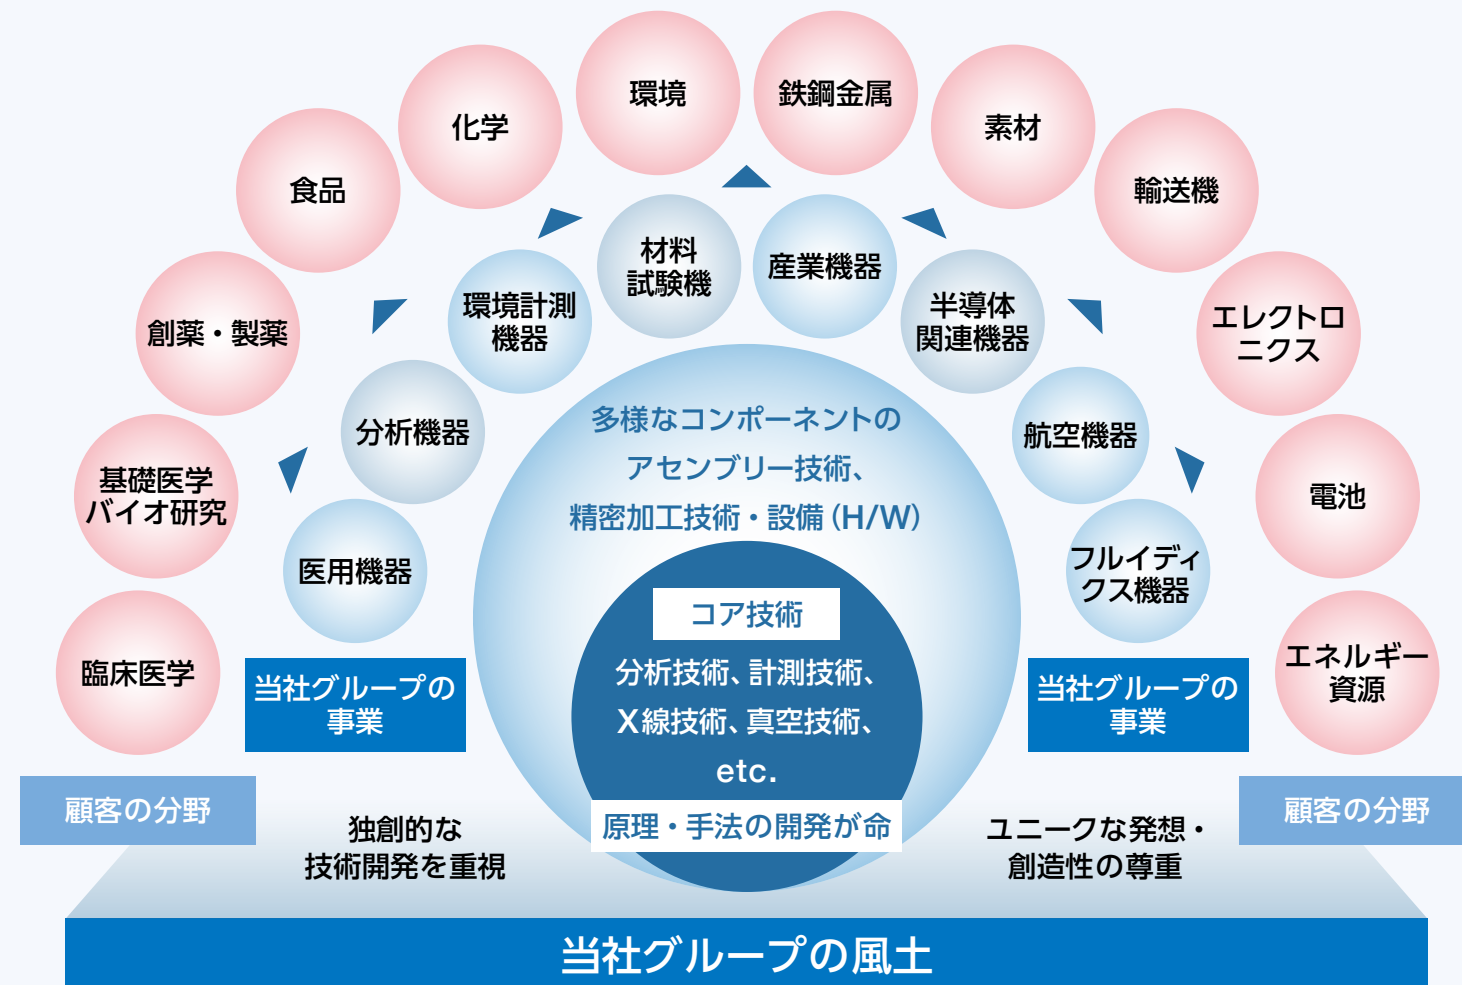 環境
鉄鋼金属
化学
素材
食品
輸送機
創薬・製薬
エレクトロ
ニクス
基礎医学
バイオ研究
電池
臨床医学
エネルギー
資源
材料
試験機
産業機器
環境計測
機器
半導体
関連機器
分析機器
航空機器
医用機器
フルイディ
クス機器
多様なコンポーネントの
アセンブリー技術、
精密加工技術・設備（H/W）
コア技術
分析技術、計測技術、
X線技術、真空技術、
etc.
原理・手法の開発が命
当社グループの
事業
当社グループの
事業
顧客の分野
顧客の分野
独創的な
技術開発を重視
ユニークな発想・
創造性の尊重
当社グループの風土